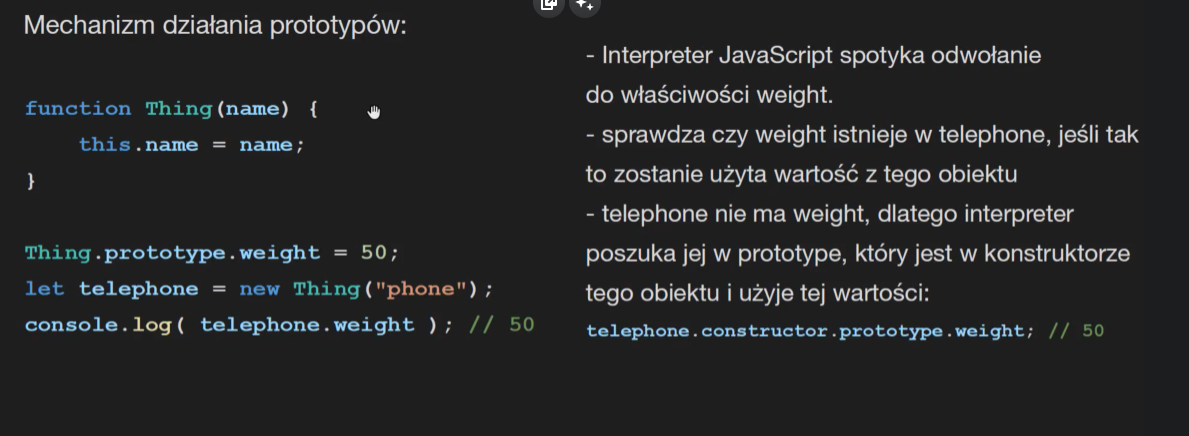 Mechanizm działania prototypów:
function Thing(name) {
    this.name = name;
}
Thing.prototype.weight = 50;
let telephone = new Thing("phone");
console.log( telephone.weight ); // 50
- Interpreter JavaScript spotyka odwołanie
do właściwości weight.
- sprawdza czy weight istnieje w telephone, jeśli tak
to zostanie użyta wartość z tego obiektu
- telephone nie ma weight, dlatego interpreter
poszuka jej w prototype, który jest w konstruktorze
tego obiektu i użyje tej wartości:
telephone.constructor.prototype.weight; // 50